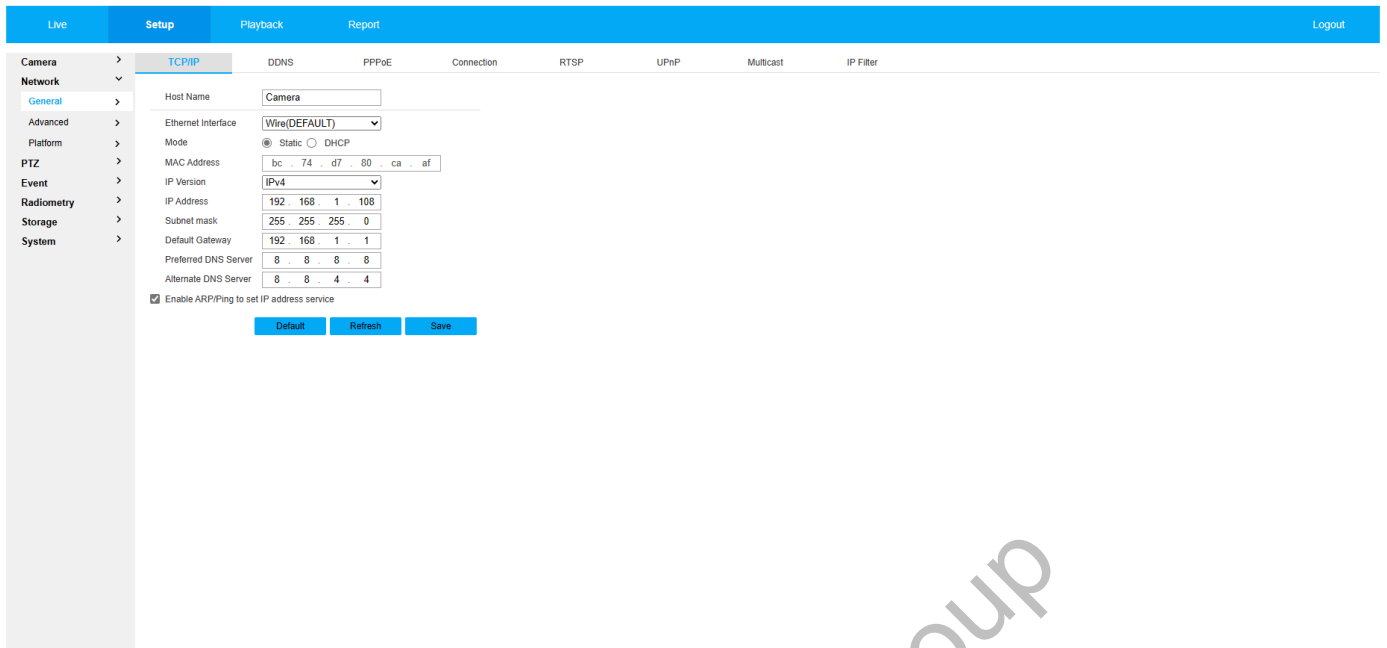 Live Setup Playback Report Logout
Camera
Network
General
Advanced
Platform
PTZ
Event
Radiometry
Storage
System
TCP/IP DDNS PPPoE Connection RTSP UPnP Multicast IP Filter
Host Name Camera
Ethernet Interface Wire(DEFAULT)
Mode Static DHCP
MAC Address bc . 74 . d7 . 80 . ca . af
IP Version IPv4
IP Address 192 . 168 . 1 . 108
Subnet mask 255 . 255 . 255 . 0
Default Gateway 192 . 168 . 1 . 1
Preferred DNS Server 8 . 8 . 8 . 8
Alternate DNS Server 8 . 8 . 4 . 4
Enable ARP/Ping to set IP address service
Default Refresh Save